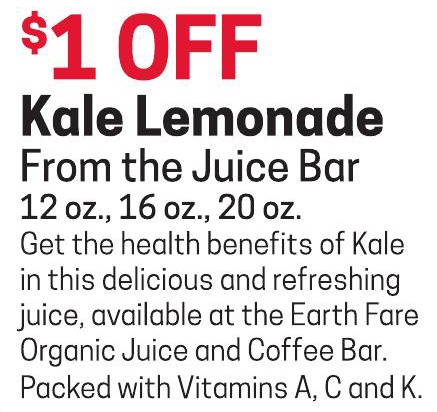 $1 OFF
Kale Lemonade
From the Juice Bar
12 oz., 16 oz., 20 oz.
Get the health benefits of Kale
in this delicious and refreshing
juice, available at the Earth Fare
Organic Juice and Coffee Bar.
Packed with Vitamins A, C and K.